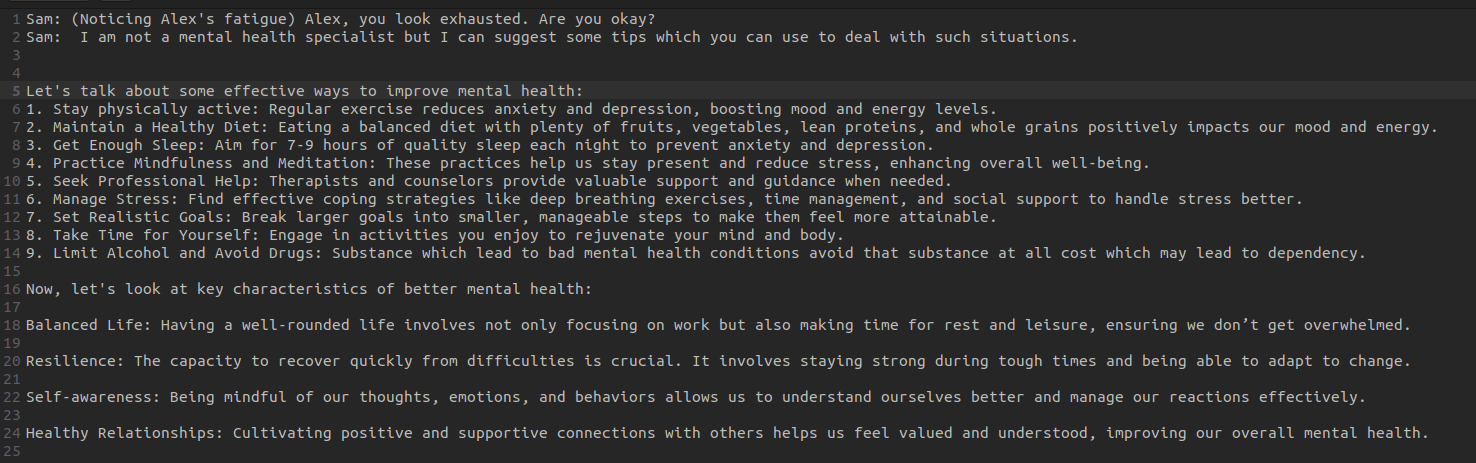 1 Sam: (Noticing Alex's fatigue) Alex, you look exhausted. Are you okay?
2 Sam:  I am not a mental health specialist but I can suggest some tips which you can use to deal with such situations.
3
4
5 Let's talk about some effective ways to improve mental health:
6 1. Stay physically active: Regular exercise reduces anxiety and depression, boosting mood and energy levels.
7 2. Maintain a Healthy Diet: Eating a balanced diet with plenty of fruits, vegetables, lean proteins, and whole grains positively impacts our mood and energy.
8 3. Get Enough Sleep: Aim for 7-9 hours of quality sleep each night to prevent anxiety and depression.
9 4. Practice Mindfulness and Meditation: These practices help us stay present and reduce stress, enhancing overall well-being.
10 5. Seek Professional Help: Therapists and counselors provide valuable support and guidance when needed.
11 6. Manage Stress: Find effective coping strategies like deep breathing exercises, time management, and social support to handle stress better.
12 7. Set Realistic Goals: Break larger goals into smaller, manageable steps to make them feel more attainable.
13 8. Take Time for Yourself: Engage in activities you enjoy to rejuvenate your mind and body.
14 9. Limit Alcohol and Avoid Drugs: Substance which lead to bad mental health conditions avoid that substance at all cost which may lead to dependency.
15
16 Now, let's look at key characteristics of better mental health:
17
18 Balanced Life: Having a well-rounded life involves not only focusing on work but also making time for rest and leisure, ensuring we don’t get overwhelmed.
19
20 Resilience: The capacity to recover quickly from difficulties is crucial. It involves staying strong during tough times and being able to adapt to change.
21
22 Self-awareness: Being mindful of our thoughts, emotions, and behaviors allows us to understand ourselves better and manage our reactions effectively.
23
24 Healthy Relationships: Cultivating positive and supportive connections with others helps us feel valued and understood, improving our overall mental health.
25